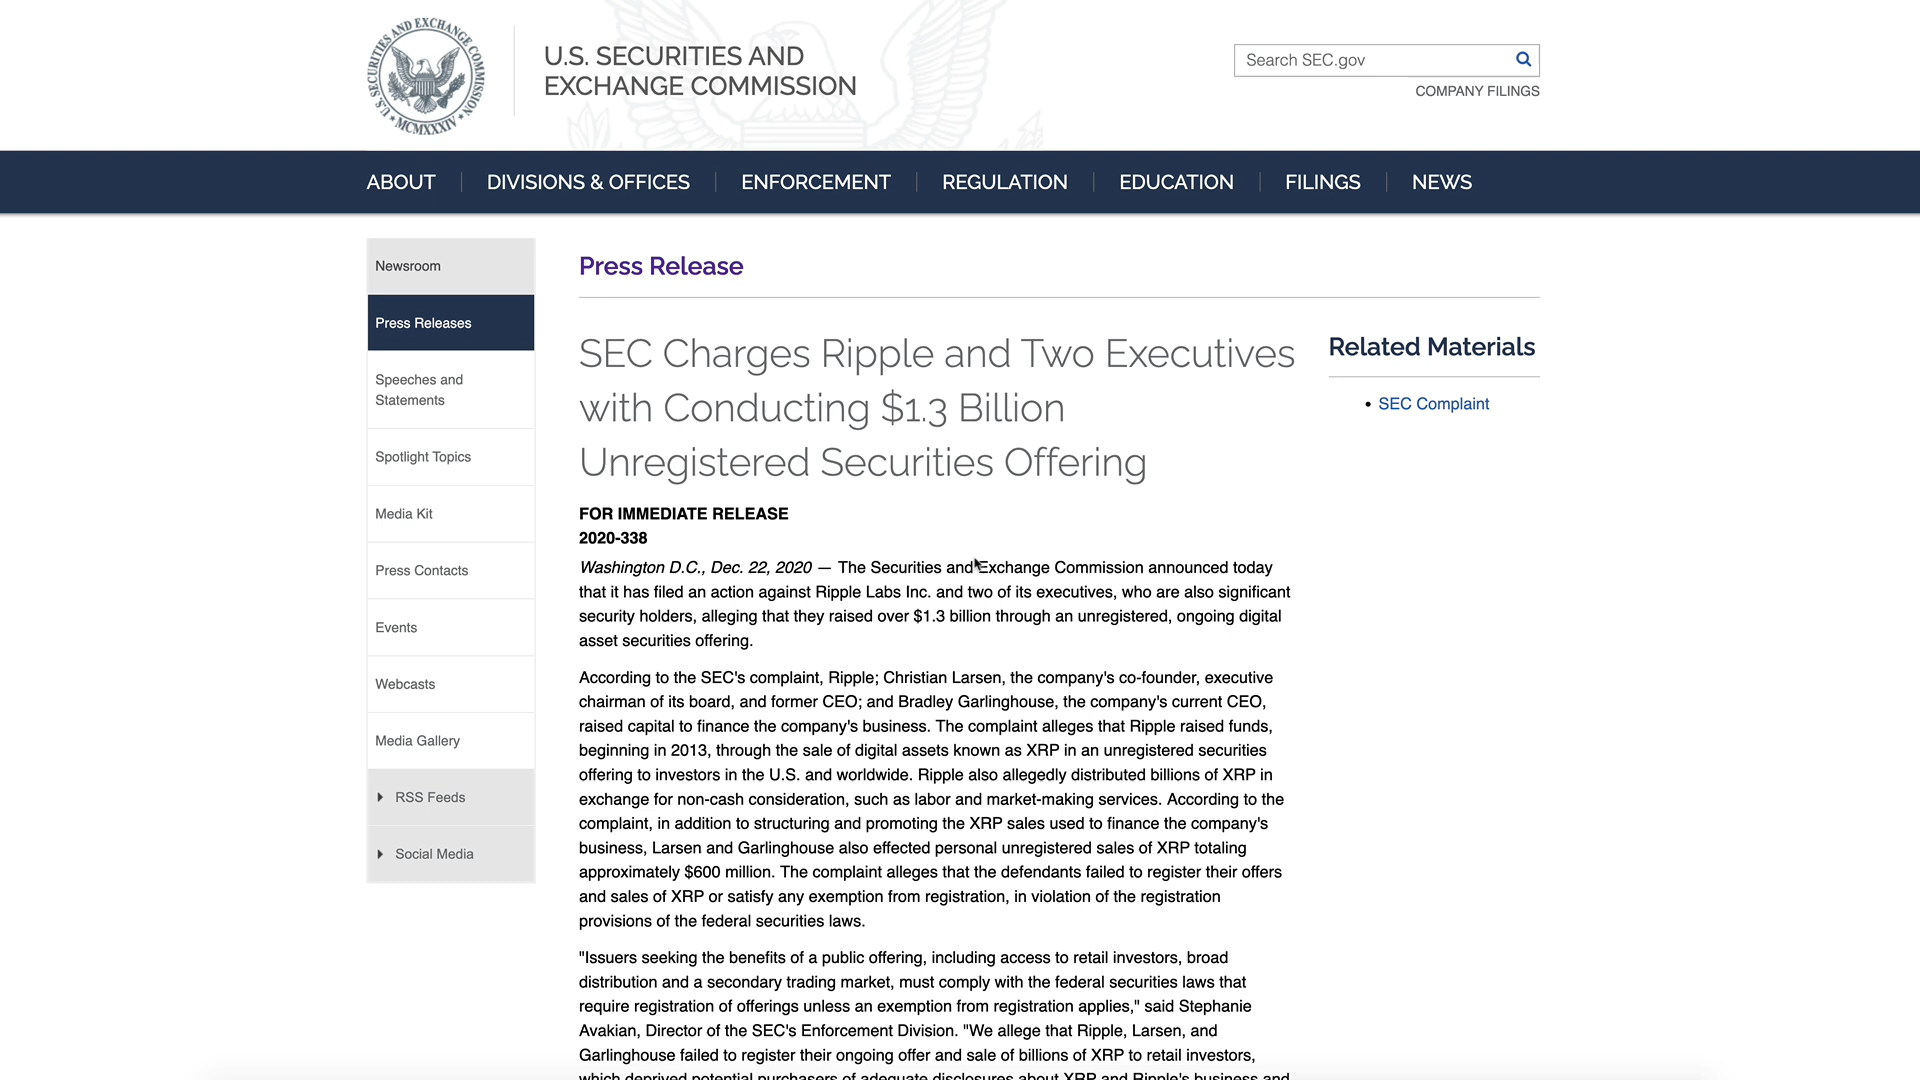 U.S. SECURITIES AND EXCHANGE COMMISSION
MCMXXXIV
U.S. SECURITIES AND
EXCHANGE COMMISSION
Search SEC.gov
COMPANY FILINGS
ABOUT
DIVISIONS & OFFICES
ENFORCEMENT
REGULATION
EDUCATION
FILINGS
NEWS
Newsroom
Press Releases
Speeches and
Statements
Spotlight Topics
Media Kit
Press Contacts
Events
Webcasts
Media Gallery
RSS Feeds
Social Media
Press Release
SEC Charges Ripple and Two Executives
with Conducting $1.3 Billion
Unregistered Securities Offering
FOR IMMEDIATE RELEASE
2020-338
Washington D.C., Dec. 22, 2020 — The Securities and Exchange Commission announced today
that it has filed an action against Ripple Labs Inc. and two of its executives, who are also significant
security holders, alleging that they raised over $1.3 billion through an unregistered, ongoing digital
asset securities offering.
According to the SEC's complaint, Ripple; Christian Larsen, the company's co-founder, executive
chairman of its board, and former CEO; and Bradley Garlinghouse, the company's current CEO,
raised capital to finance the company's business. The complaint alleges that Ripple raised funds,
beginning in 2013, through the sale of digital assets known as XRP in an unregistered securities
offering to investors in the U.S. and worldwide. Ripple also allegedly distributed billions of XRP in
exchange for non-cash consideration, such as labor and market-making services. According to the
complaint, in addition to structuring and promoting the XRP sales used to finance the company's
business, Larsen and Garlinghouse also effected personal unregistered sales of XRP totaling
approximately $600 million. The complaint alleges that the defendants failed to register their offers
and sales of XRP or satisfy any exemption from registration, in violation of the registration
provisions of the federal securities laws.
"Issuers seeking the benefits of a public offering, including access to retail investors, broad
distribution and a secondary trading market, must comply with the federal securities laws that
require registration of offerings unless an exemption from registration applies," said Stephanie
Avakian, Director of the SEC's Enforcement Division. "We allege that Ripple, Larsen, and
Garlinghouse failed to register their ongoing offer and sale of billions of XRP to retail investors,
which deprived potential purchasers of adequate disclosures about XRP and Ripple's business and
Related Materials
• SEC Complaint